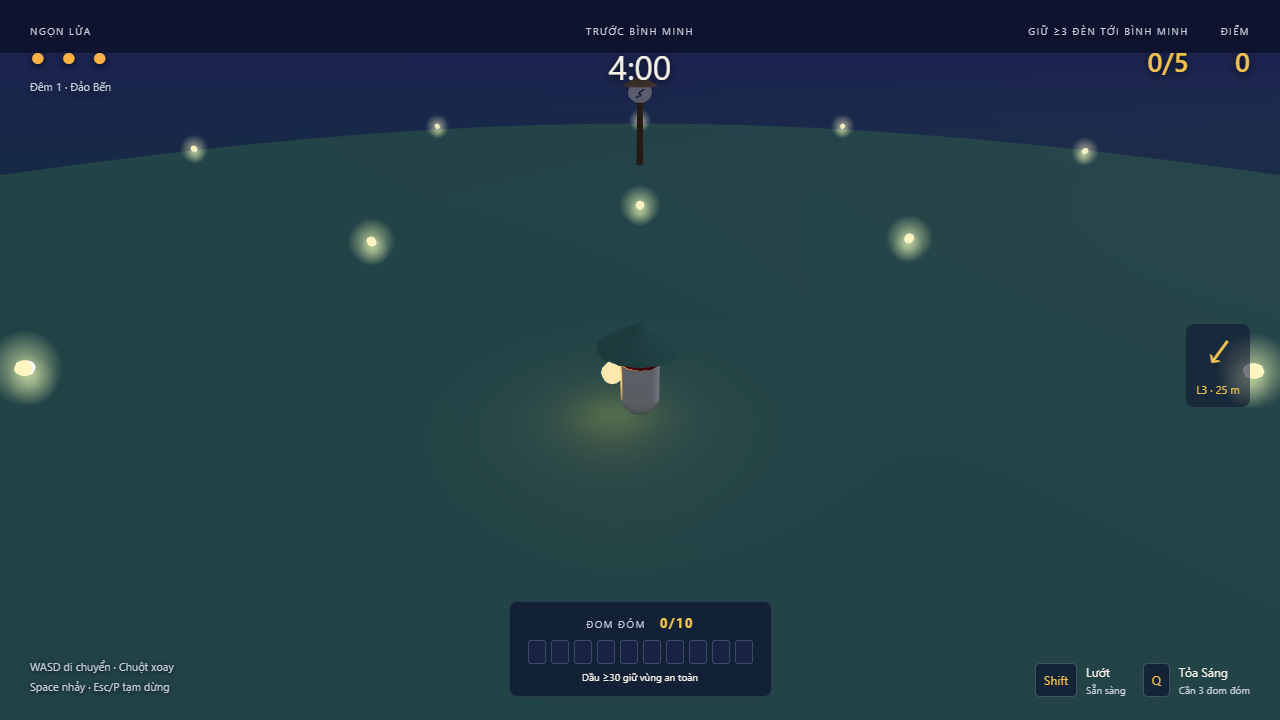 NGỌN LỬA
Đêm 1 · Đảo Bến
TRƯỚC BÌNH MINH
4:00
GIỮ ≥3 ĐÈN TỚI BÌNH MINH
0/5
ĐIỂM
0
L3 · 25 m
ĐOM ĐÓM 0/10
Dầu ≥30 giữ vùng an toàn
WASD di chuyển · Chuột xoay
Space nhảy · Esc/P tạm dừng
Shift
Lướt
Sẵn sàng
Q
Tỏa Sáng
Cần 3 đom đóm